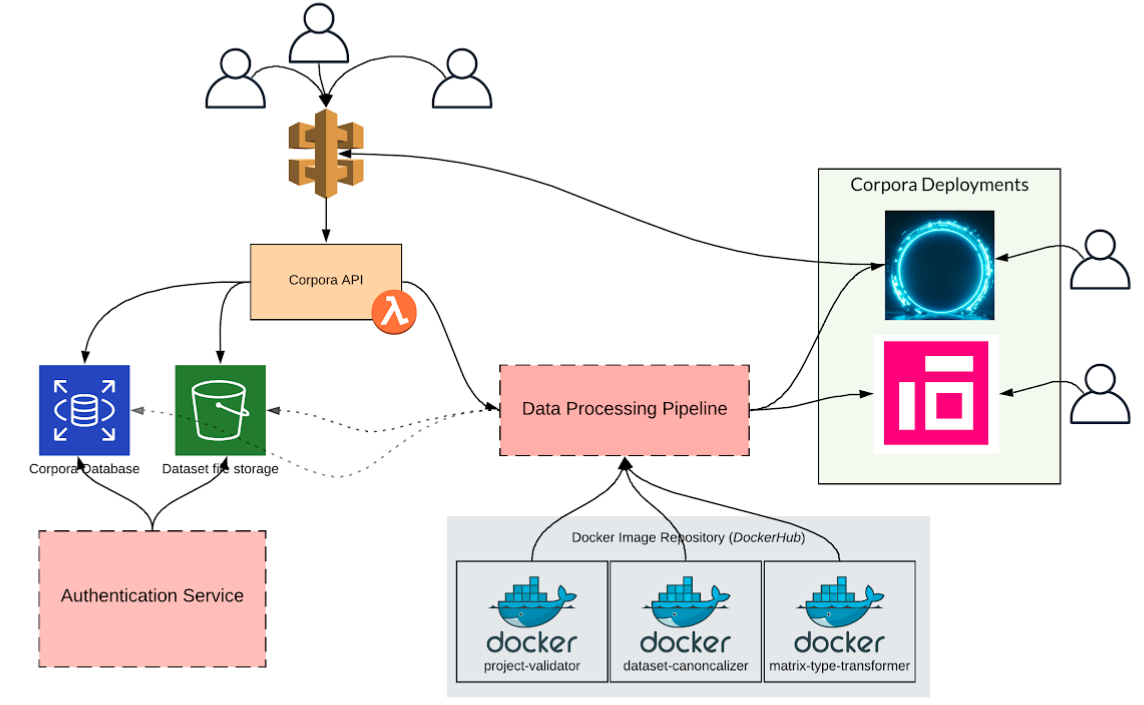 Corpora Deployments
Corpora API
λ
Data Processing Pipeline
Corpora Database
Dataset file storage
Docker Image Repository (DockerHub)
Authentication Service
docker
project-validator
docker
dataset-canoncalizer
docker
matrix-type-transformer